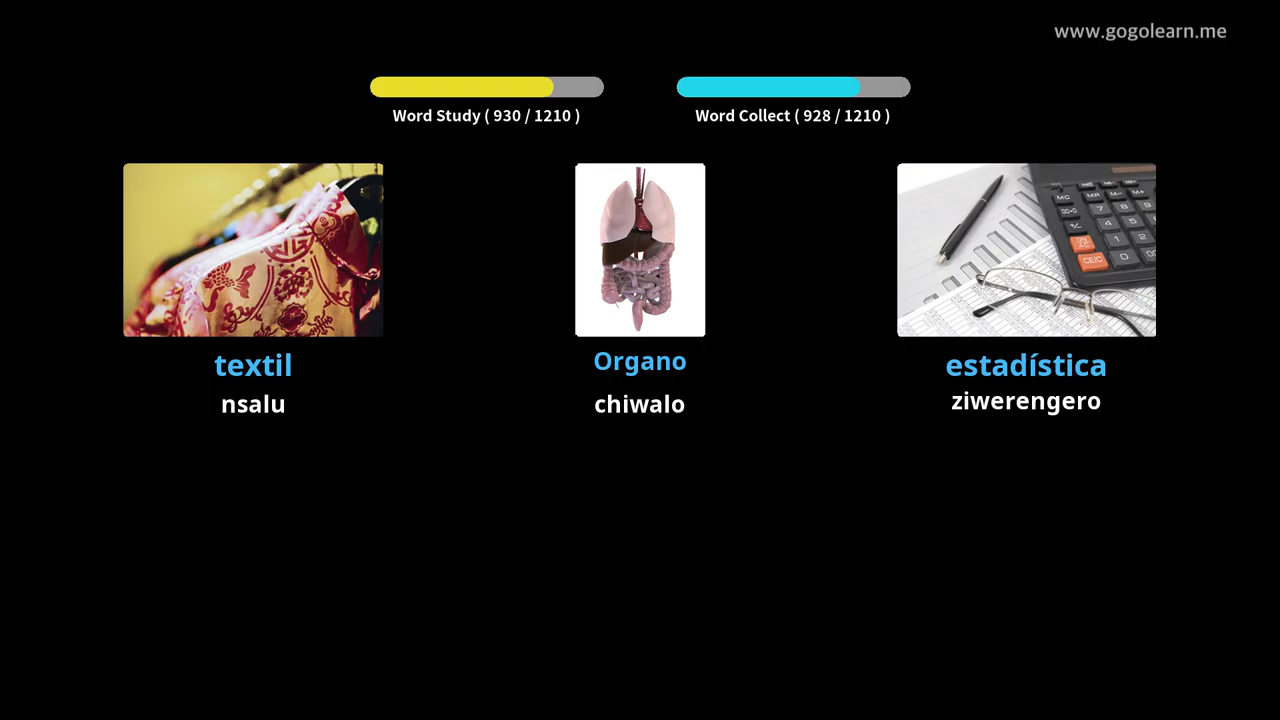 www.gogolearn.me
Word Study ( 930 / 1210 )
Word Collect ( 928 / 1210 )
textil
Organo
estadística
nsalu
chiwalo
ziwerengero